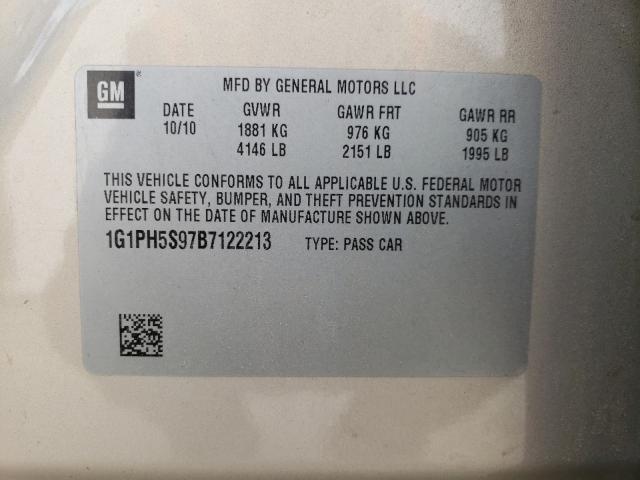 GM®
MFD BY GENERAL MOTORS LLC
DATE GVWR GAWR FRT GAWR RR
10/10 1881 KG 976 KG 905 KG
4146 LB 2151 LB 1995 LB
THIS VEHICLE CONFORMS TO ALL APPLICABLE U.S. FEDERAL MOTOR
VEHICLE SAFETY, BUMPER, AND THEFT PREVENTION STANDARDS IN
EFFECT ON THE DATE OF MANUFACTURE SHOWN ABOVE.
1G1PH5S97B7122213 TYPE: PASS CAR